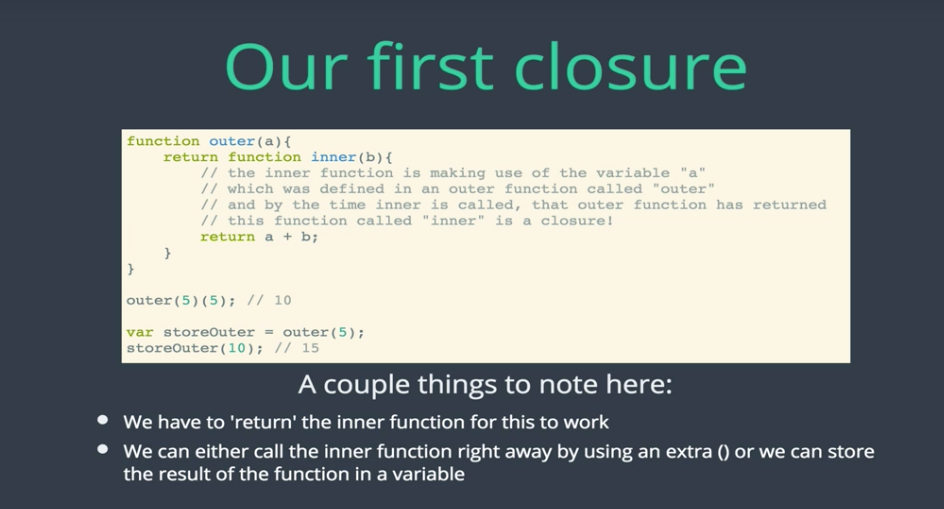 Our first closure
function outer(a){
    return function inner(b){
        // the inner function is making use of the variable "a"
        // which was defined in an outer function called "outer"
        // and by the time inner is called, that outer function has returned
        // this function called "inner" is a closure!
        return a + b;
    }
}
outer(5)(5); // 10
var storeOuter = outer(5);
storeOuter(10); // 15
A couple things to note here:
• We have to 'return' the inner function for this to work
• We can either call the inner function right away by using an extra () or we can store
the result of the function in a variable